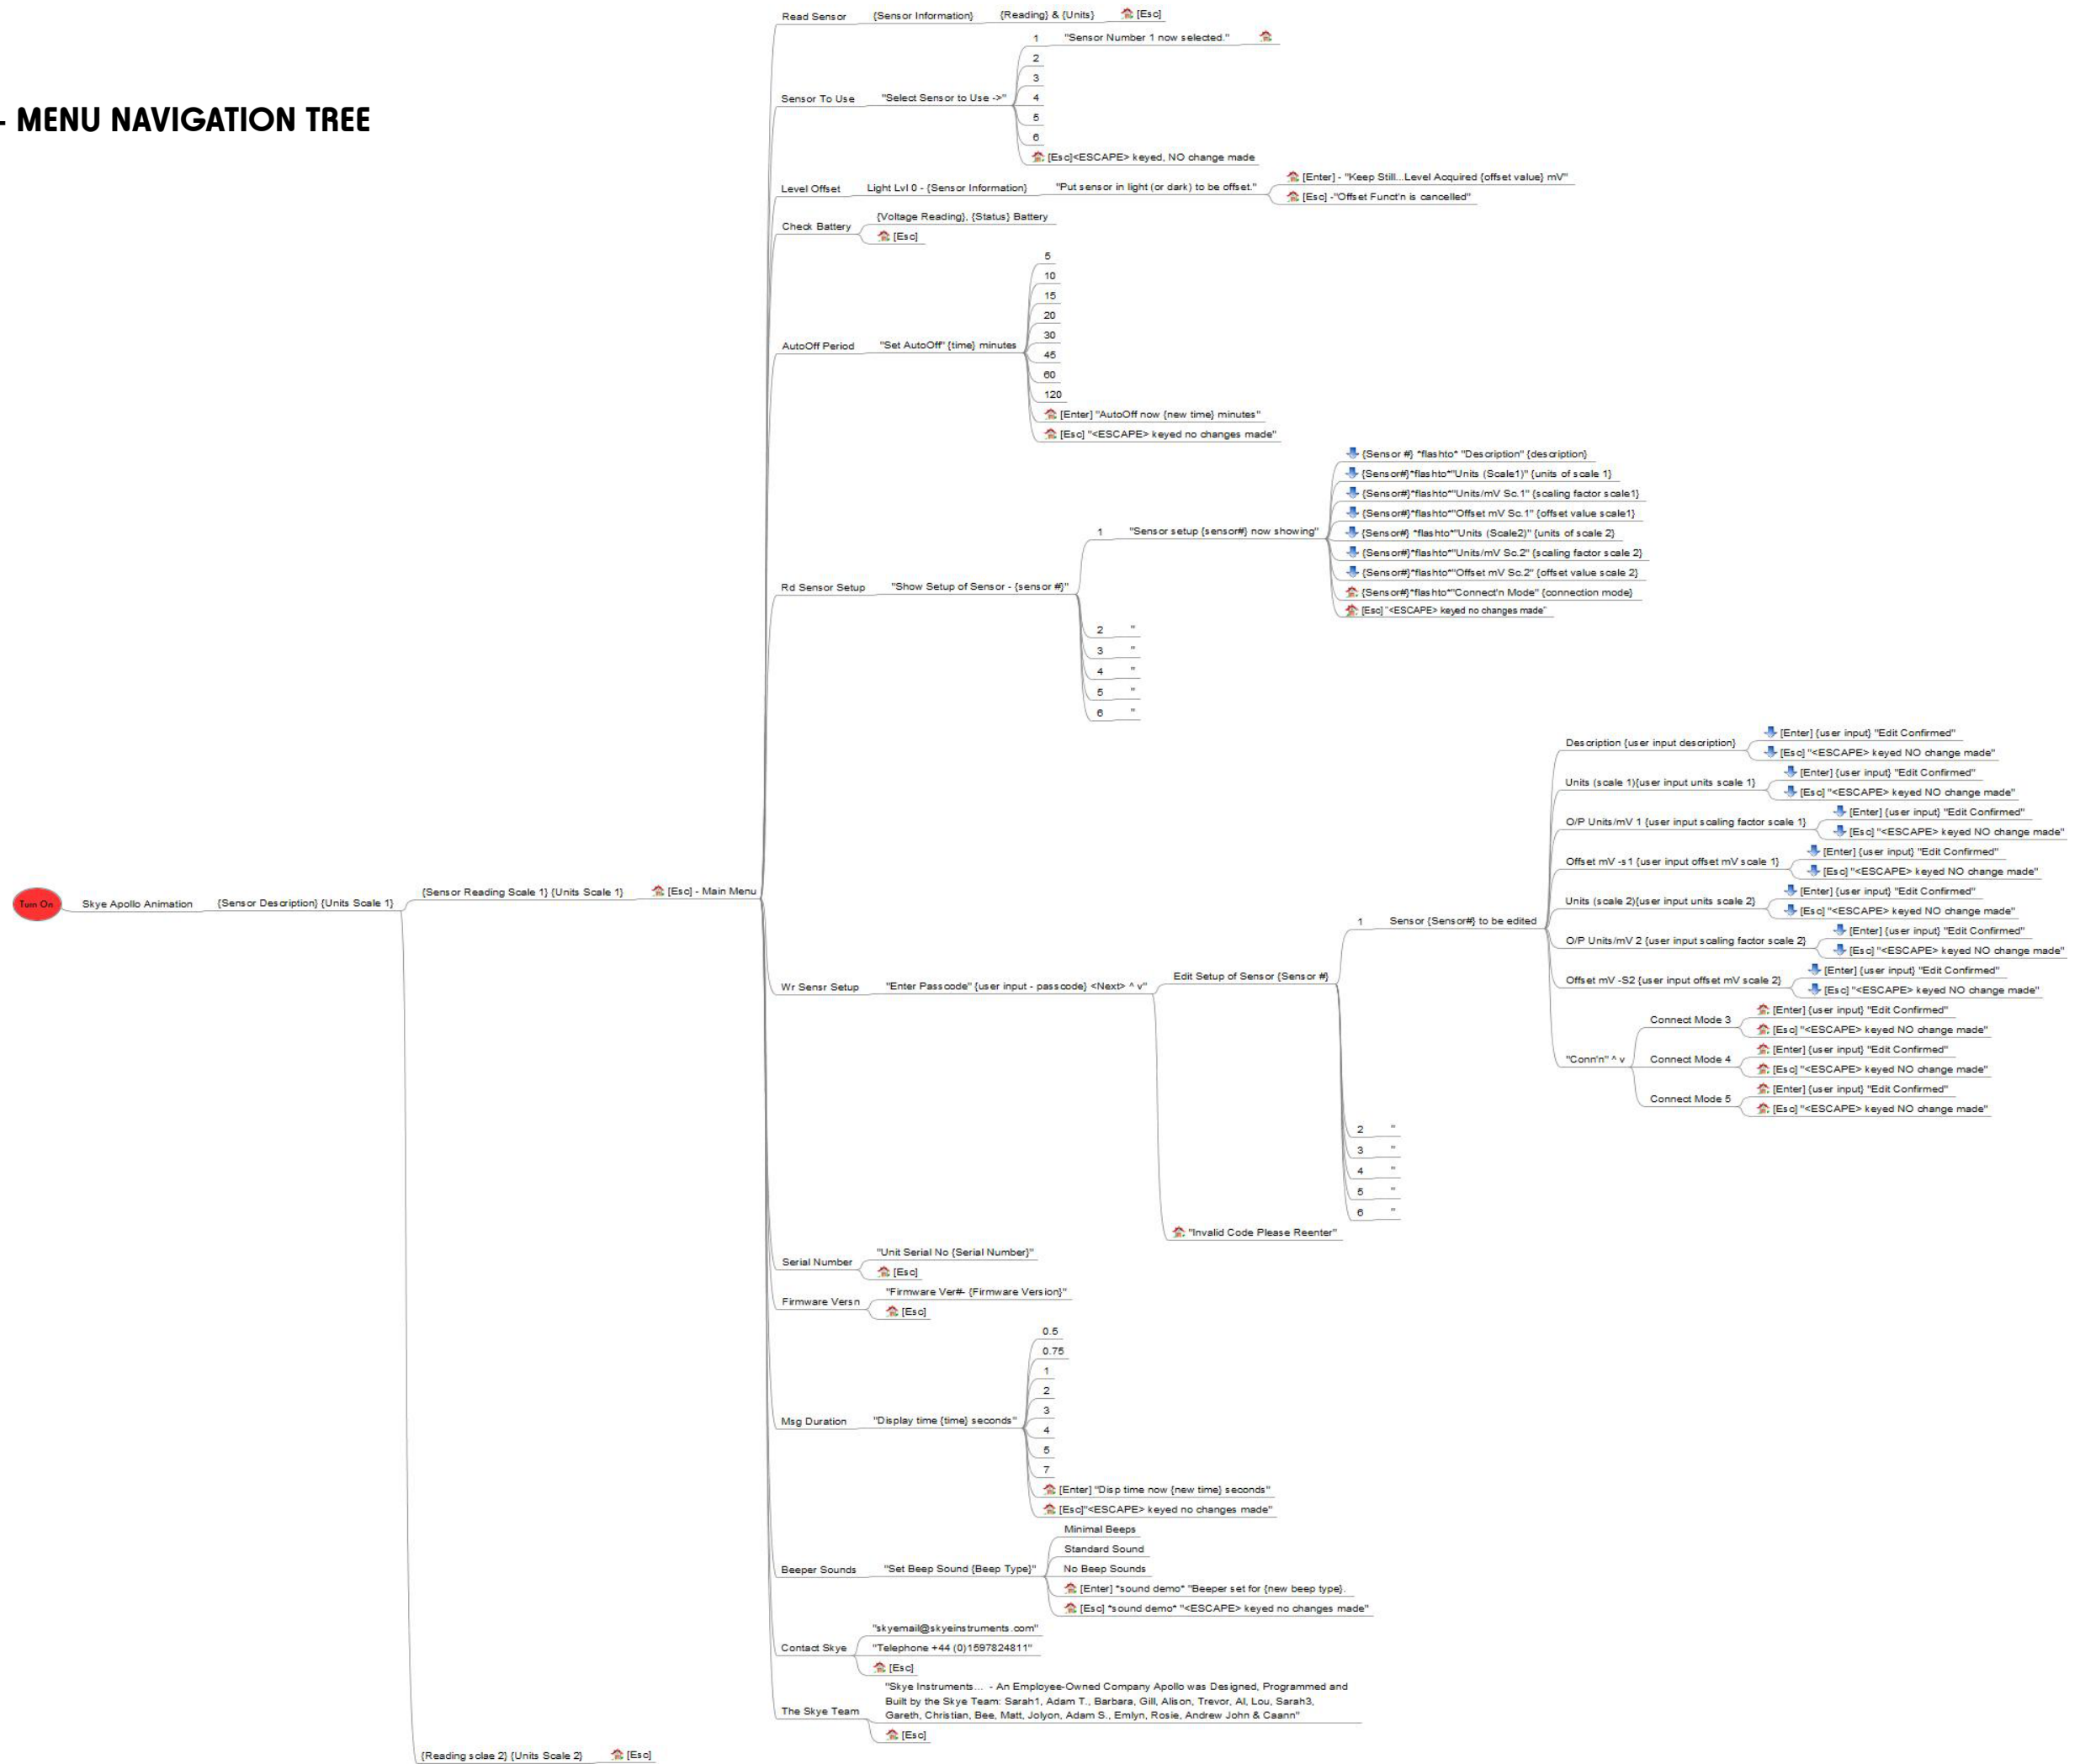 - MENU NAVIGATION TREE
Turn On
Skye Apollo Animation
{Sensor Description} {Units Scale 1}
{Sensor Reading Scale 1} {Units Scale 1}
[Esc] - Main Menu
Read Sensor
{Sensor Information}
{Reading} & {Units}
[Esc]
Sensor To Use
"Select Sensor to Use ->"
1
"Sensor Number 1 now selected."
2
3
4
5
6
[Esc]<ESCAPE> keyed, NO change made
Level Offset
Light Lvl 0 - {Sensor Information}
"Put sensor in light (or dark) to be offset."
[Enter] - "Keep Still...Level Acquired {offset value} mV"
[Esc] -"Offset Funct'n is cancelled"
Check Battery
{Voltage Reading}, {Status} Battery
[Esc]
AutoOff Period
"Set AutoOff" {time} minutes
5
10
15
20
30
45
60
120
[Enter] "AutoOff now {new time} minutes"
[Esc] "<ESCAPE> keyed no changes made"
Rd Sensor Setup
"Show Setup of Sensor - {sensor #}"
1
"Sensor setup {sensor#} now showing"
{Sensor #} *flashto* "Description" {description}
{Sensor#}*flashto*"Units (Scale1)" {units of scale 1}
{Sensor#}*flashto*"Units/mV Sc.1" {scaling factor scale1}
{Sensor#}*flashto*"Offset mV Sc.1" {offset value scale1}
{Sensor#} *flashto*"Units (Scale2)" {units of scale 2}
{Sensor#}*flashto*"Units/mV Sc.2" {scaling factor scale 2}
{Sensor#}*flashto*"Offset mV Sc.2" {offset value scale 2}
{Sensor#}*flashto*"Connect'n Mode" {connection mode}
[Esc] "<ESCAPE> keyed no changes made"
2 "
3 "
4 "
5 "
6 "
Wr Sensr Setup
"Enter Passcode" {user input - passcode} <Next> ^ v"
Edit Setup of Sensor {Sensor #}
1
Sensor {Sensor#} to be edited
Description {user input description}
[Enter] {user input} "Edit Confirmed"
[Esc] "<ESCAPE> keyed NO change made"
Units (scale 1){user input units scale 1}
[Enter] {user input} "Edit Confirmed"
[Esc] "<ESCAPE> keyed NO change made"
O/P Units/mV 1 {user input scaling factor scale 1}
[Enter] {user input} "Edit Confirmed"
[Esc] "<ESCAPE> keyed NO change made"
Offset mV -s1 {user input offset mV scale 1}
[Enter] {user input} "Edit Confirmed"
[Esc] "<ESCAPE> keyed NO change made"
Units (scale 2){user input units scale 2}
[Enter] {user input} "Edit Confirmed"
[Esc] "<ESCAPE> keyed NO change made"
O/P Units/mV 2 {user input scaling factor scale 2}
[Enter] {user input} "Edit Confirmed"
[Esc] "<ESCAPE> keyed NO change made"
Offset mV -S2 {user input offset mV scale 2}
[Enter] {user input} "Edit Confirmed"
[Esc] "<ESCAPE> keyed NO change made"
"Conn'n" ^ v
Connect Mode 3
[Enter] {user input} "Edit Confirmed"
[Esc] "<ESCAPE> keyed NO change made"
Connect Mode 4
[Enter] {user input} "Edit Confirmed"
[Esc] "<ESCAPE> keyed NO change made"
Connect Mode 5
[Enter] {user input} "Edit Confirmed"
[Esc] "<ESCAPE> keyed NO change made"
2 "
3 "
4 "
5 "
6 "
"Invalid Code Please Reenter"
Serial Number
"Unit Serial No {Serial Number}"
[Esc]
Firmware Versn
"Firmware Ver#- {Firmware Version}"
[Esc]
Msg Duration
"Display time {time} seconds"
0.5
0.75
1
2
3
4
5
7
[Enter] "Disp time now {new time} seconds"
[Esc]"<ESCAPE> keyed no changes made"
Beeper Sounds
"Set Beep Sound {Beep Type}"
Minimal Beeps
Standard Sound
No Beep Sounds
[Enter] *sound demo* "Beeper set for {new beep type}.
[Esc] *sound demo* "<ESCAPE> keyed no changes made"
Contact Skye
"skyemail@skyeinstruments.com"
"Telephone +44 (0)1597824811"
[Esc]
The Skye Team
"Skye Instruments... - An Employee-Owned Company Apollo was Designed, Programmed and
Built by the Skye Team: Sarah1, Adam T., Barbara, Gill, Alison, Trevor, Al, Lou, Sarah3,
Gareth, Christian, Bee, Matt, Jolyon, Adam S., Emlyn, Rosie, Andrew John & Caann"
[Esc]
{Reading sclae 2} {Units Scale 2}
[Esc]